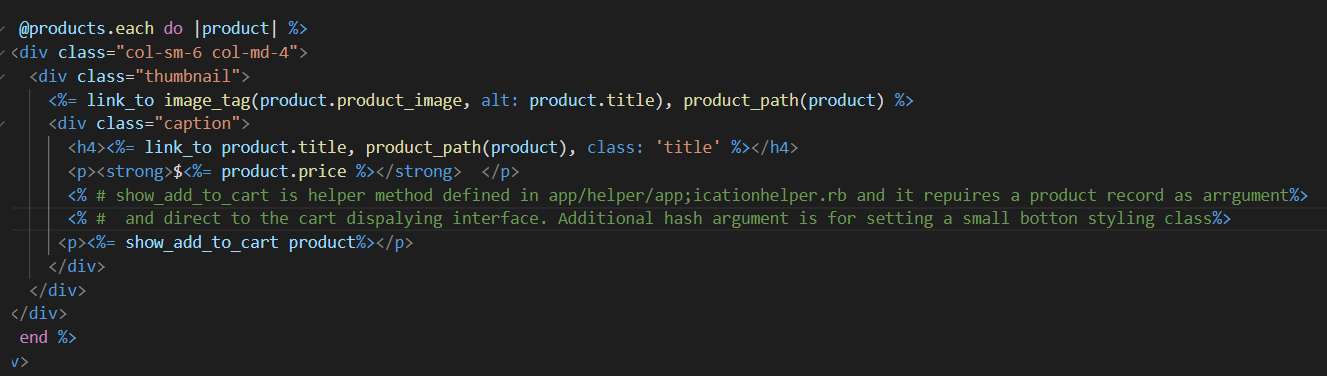 @products.each do |product| %>
<div class="col-sm-6 col-md-4">
<div class="thumbnail">
<%= link_to image_tag(product.product_image, alt: product.title), product_path(product) %>
<div class="caption">
<h4><%= link_to product.title, product_path(product), class: 'title' %></h4>
<p><strong>$<%= product.price %></strong>  </p>
<% # show_add_to_cart is helper method defined in app/helper/app;icationhelper.rb and it repuires a product record as arrgument%>
<% #  and direct to the cart dispalying interface. Additional hash argument is for setting a small botton styling class%>
<p><%= show_add_to_cart product%></p>
</div>
</div>
</div>
end %>
v>